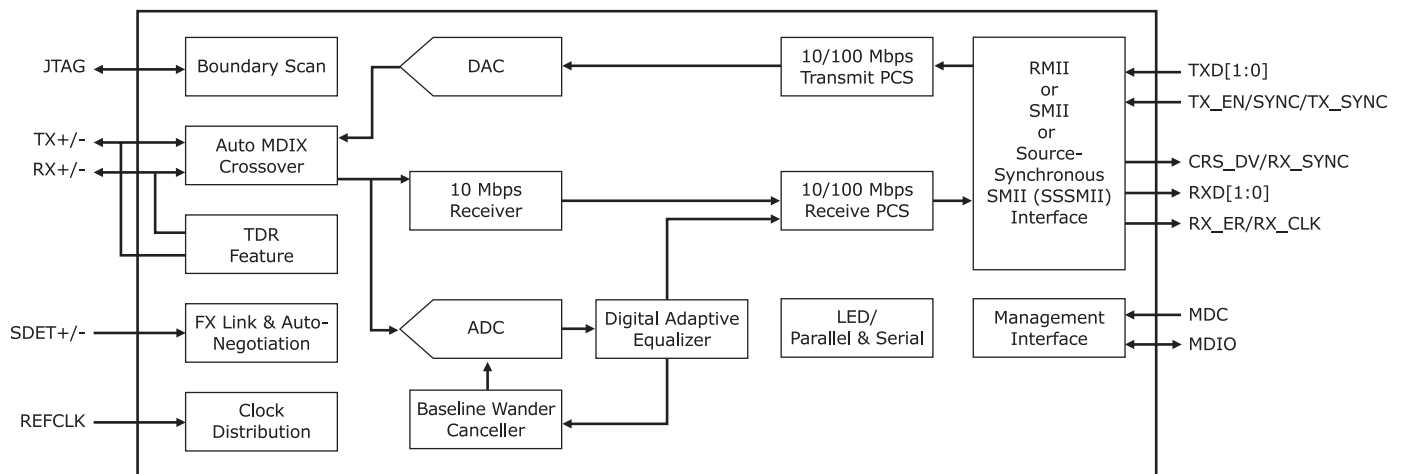 JTAG
Boundary Scan
DAC
10/100 Mbps
Transmit PCS
RMII
or
SMII
or
Source-
Synchronous
SMII (SSSMII)
Interface
TXD[1:0]
TX_EN/SYNC/TX_SYNC
CRS_DV/RX_SYNC
RXD[1:0]
RX_ER/RX_CLK
TX+/-
RX+/-
Auto MDIX
Crossover
10 Mbps
Receiver
10/100 Mbps
Receive PCS
TDR
Feature
SDET+/-
FX Link & Auto-
Negotiation
ADC
Digital Adaptive
Equalizer
LED/
Parallel & Serial
Management
Interface
MDC
MDIO
REFCLK
Clock
Distribution
Baseline Wander
Canceller